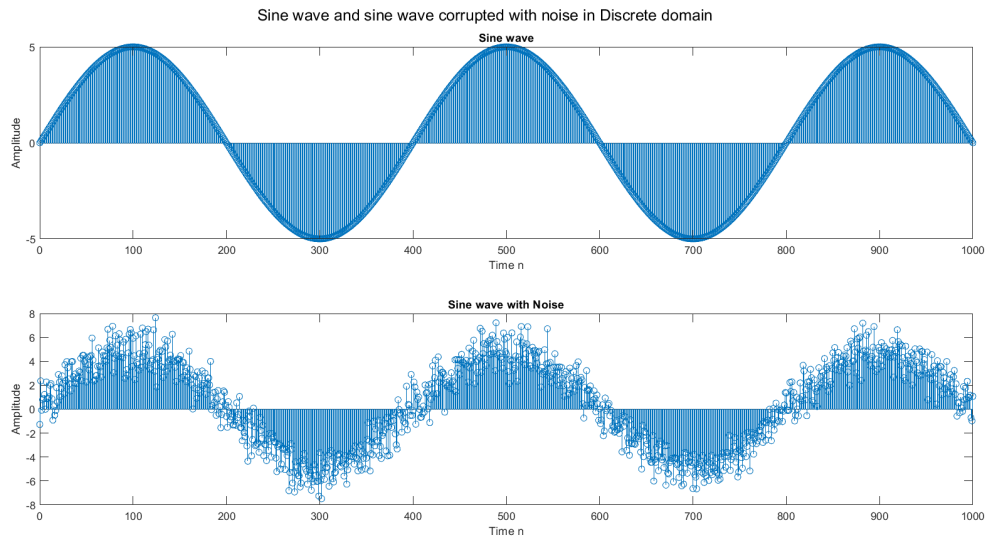 Sine wave and sine wave corrupted with noise in Discrete domain
Sine wave
5
0
-5
Amplitude
0 100 200 300 400 500 600 700 800 900 1000
Time n
Sine wave with Noise
8
6
4
2
0
-2
-4
-6
-8
Amplitude
0 100 200 300 400 500 600 700 800 900 1000
Time n